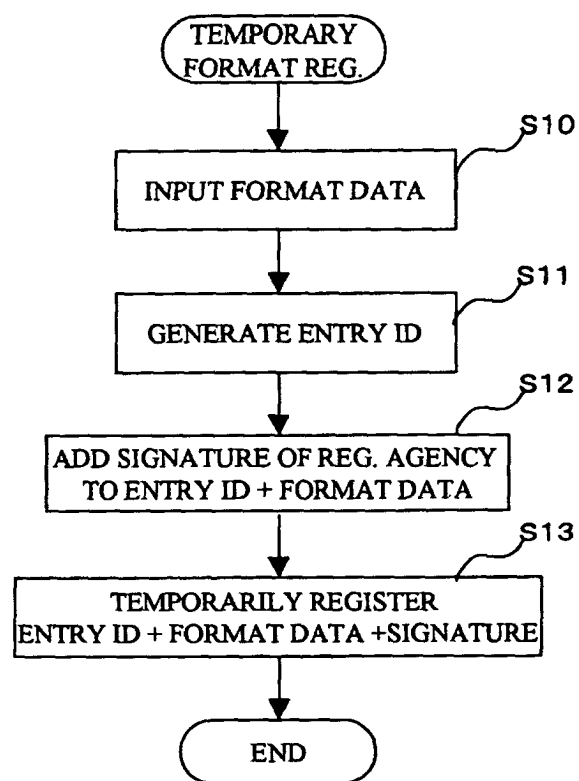 TEMPORARY
FORMAT REG.
S10
INPUT FORMAT DATA
S11
GENERATE ENTRY ID
S12
ADD SIGNATURE OF REG. AGENCY
TO ENTRY ID + FORMAT DATA
S13
TEMPORARILY REGISTER
ENTRY ID + FORMAT DATA +SIGNATURE
END